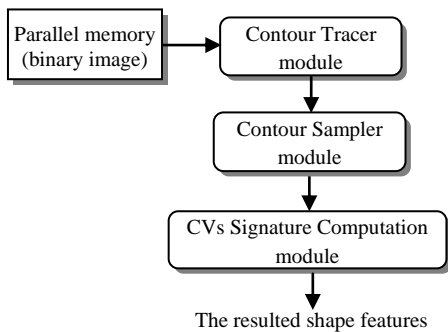 Parallel memory
(binary image)
Contour Tracer
module
Contour Sampler
module
CVs Signature Computation
module
The resulted shape features